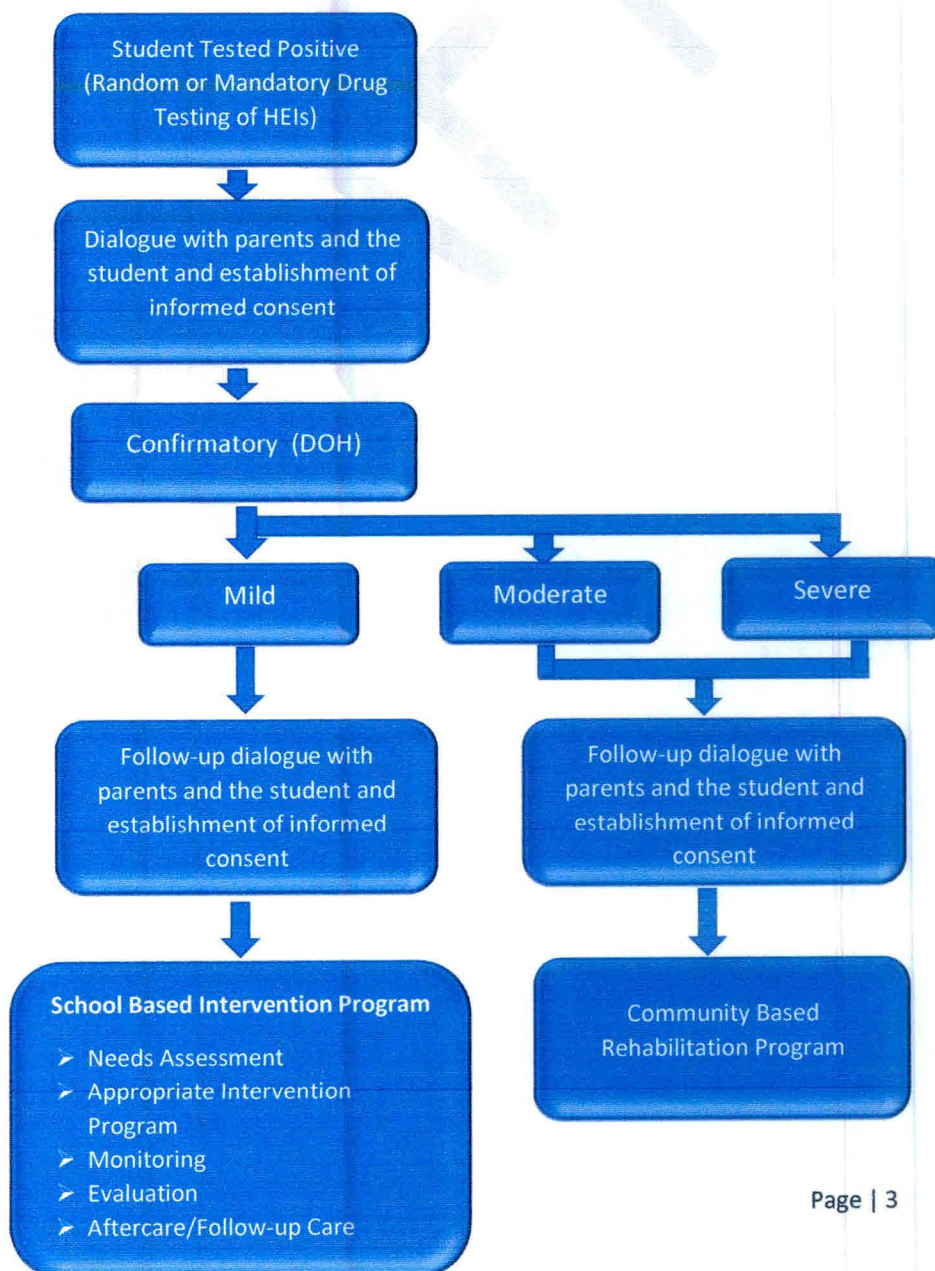 Student Tested Positive
(Random or Mandatory Drug
Testing of HEIs)
Dialogue with parents and the
student and establishment of
informed consent
Confirmatory (DOH)
Mild
Moderate
Severe
Follow-up dialogue with
parents and the student and
establishment of informed
consent
Follow-up dialogue with
parents and the student and
establishment of informed
consent
School Based Intervention Program
➢ Needs Assessment
➢ Appropriate Intervention
Program
➢ Monitoring
➢ Evaluation
➢ Aftercare/Follow-up Care
Community Based
Rehabilitation Program
Page | 3